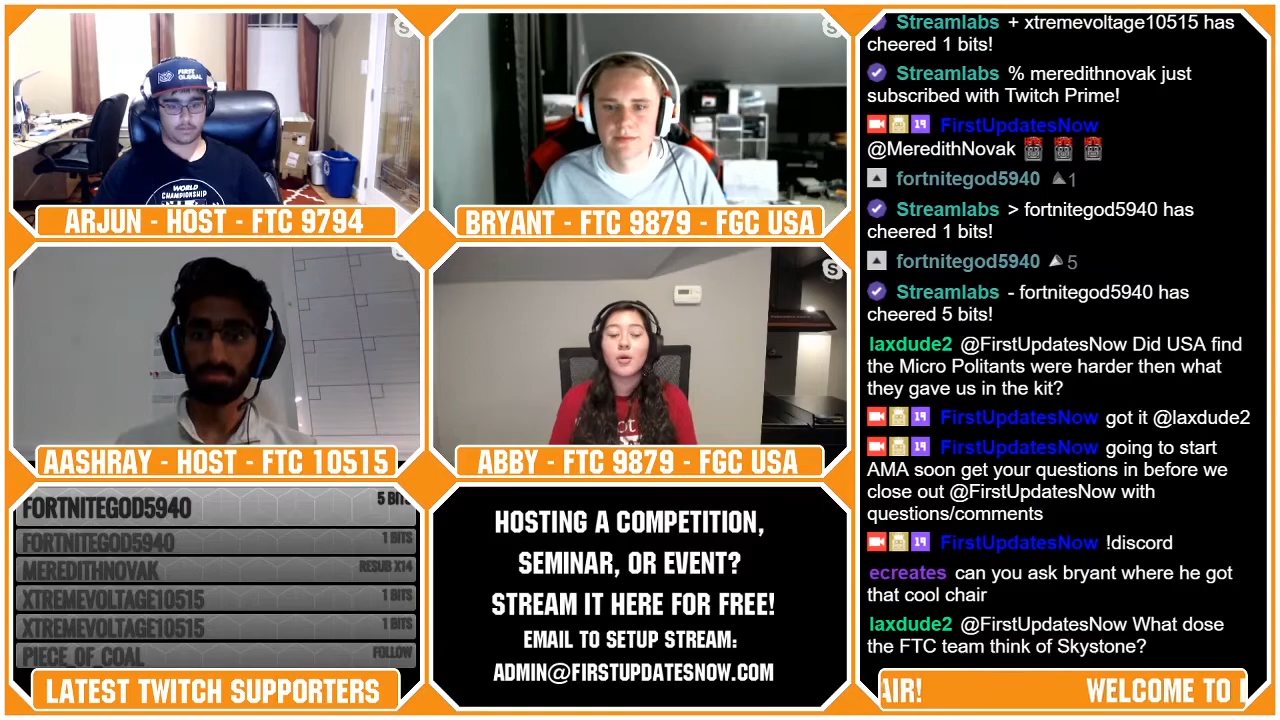 FIRST
GLOBAL
WORLD
CHAMPIONSHIP
ARJUN - HOST - FTC 9794
BRYANT - FTC 9879 - FGC USA
AASHRAY - HOST - FTC 10515
ABBY - FTC 9879 - FGC USA
FORTNITEGOD5940
5 BITS
FORTNITEGOD5940
1 BITS
MEREDITHNOVAK
RESUB X14
XTREMEVOLTAGE10515
1 BITS
XTREMEVOLTAGE10515
1 BITS
PIECE_OF_COAL
FOLLOW
LATEST TWITCH SUPPORTERS
HOSTING A COMPETITION,
SEMINAR, OR EVENT?
STREAM IT HERE FOR FREE!
EMAIL TO SETUP STREAM:
ADMIN@FIRSTUPDATESNOW.COM
Streamlabs + xtremevoltage10515 has
cheered 1 bits!
Streamlabs % meredithnovak just
subscribed with Twitch Prime!
19 FirstUpdatesNow
@MeredithNovak
fortnitegod5940 1
Streamlabs > fortnitegod5940 has
cheered 1 bits!
fortnitegod5940 5
Streamlabs - fortnitegod5940 has
cheered 5 bits!
laxdude2 @FirstUpdatesNow Did USA find
the Micro Politants were harder then what
they gave us in the kit?
19 FirstUpdatesNow got it @laxdude2
19 FirstUpdatesNow going to start
AMA soon get your questions in before we
close out @FirstUpdatesNow with
questions/comments
19 FirstUpdatesNow !discord
ecreates can you ask bryant where he got
that cool chair
laxdude2 @FirstUpdatesNow What dose
the FTC team think of Skystone?
AIR! WELCOME TO